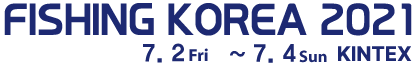 FISHING KOREA 2021
7. 2 Fri ~ 7. 4 Sun KINTEX